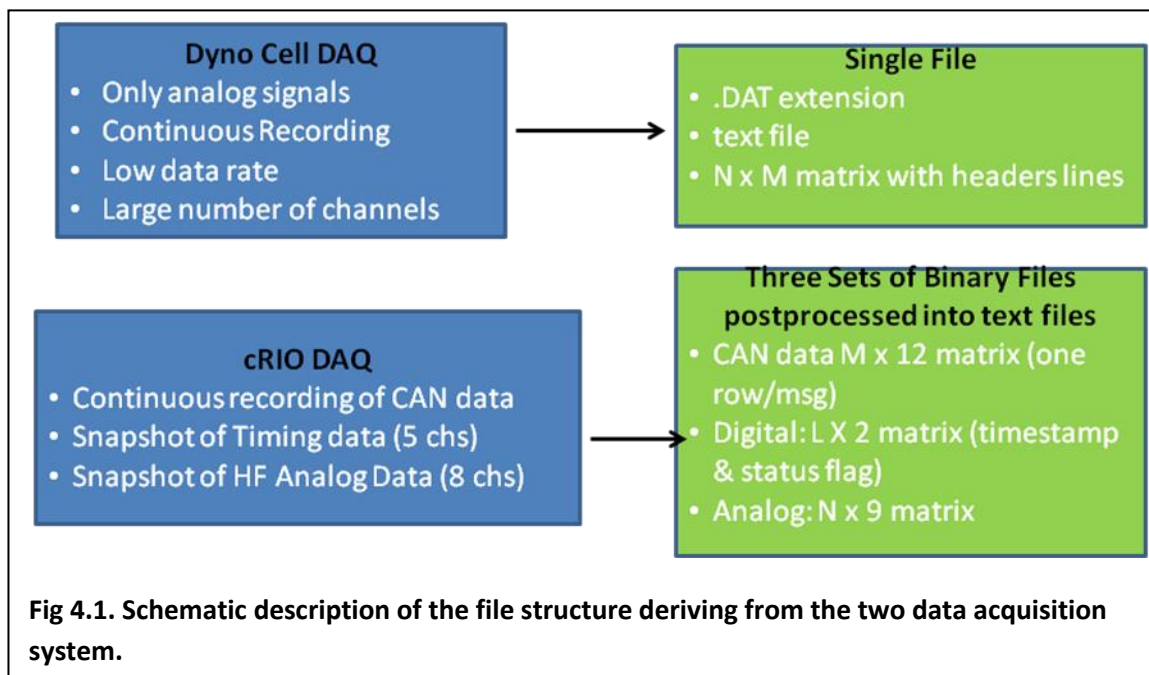 Dyno Cell DAQ
• Only analog signals
• Continuous Recording
• Low data rate
• Large number of channels
Single File
• .DAT extension
• text file
• N x M matrix with headers lines
cRIO DAQ
• Continuous recording of CAN data
• Snapshot of Timing data (5 chs)
• Snapshot of HF Analog Data (8 chs)
Three Sets of Binary Files
postprocessed into text files
• CAN data M x 12 matrix (one
row/msg)
• Digital: L X 2 matrix (timestamp
& status flag)
• Analog: N x 9 matrix
Fig 4.1. Schematic description of the file structure deriving from the two data acquisition
system.